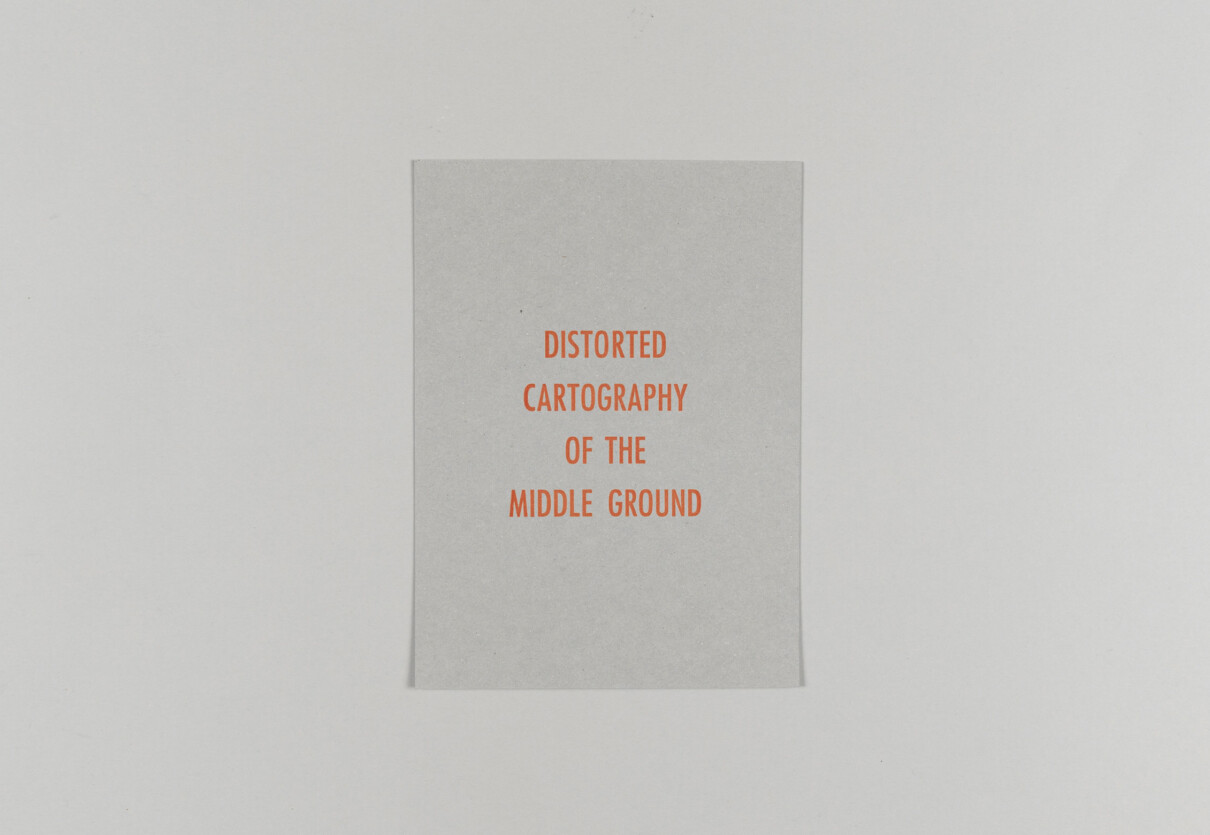 DISTORTED
CARTOGRAPHY
OF THE
MIDDLE GROUND